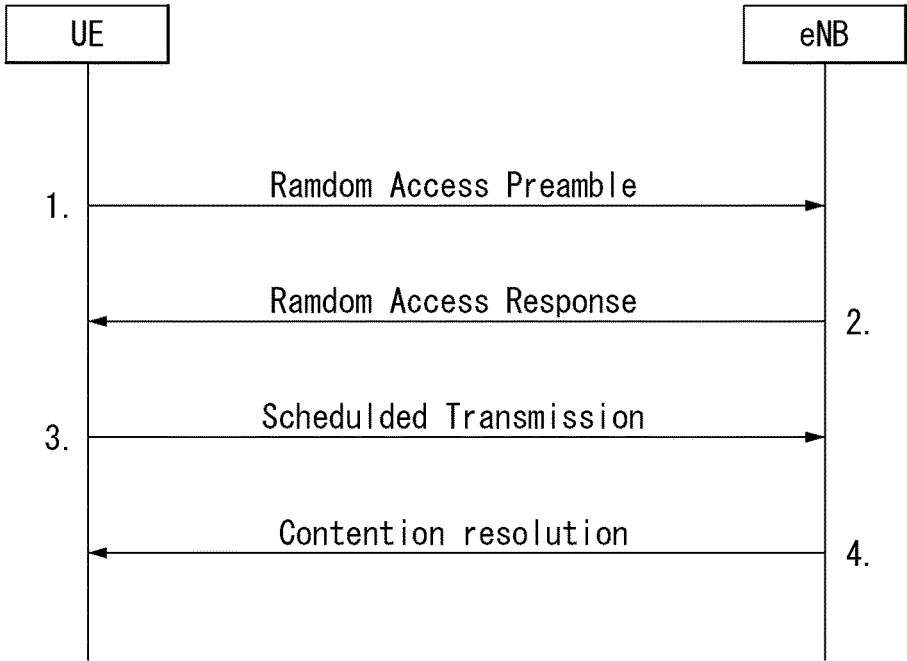 UE eNB
Ramdom Access Preamble
1.
Ramdom Access Response
2.
Schedulded Transmission
3.
Contention resolution
4.